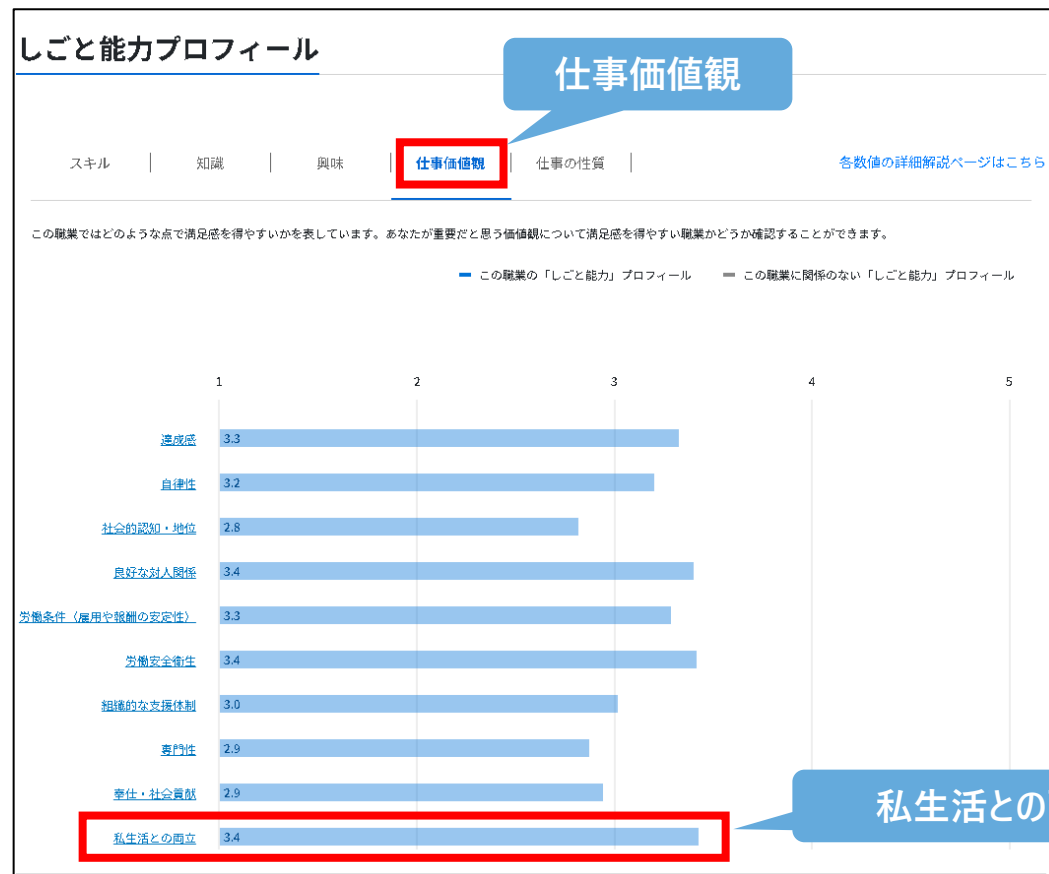 しごと能力プロフィール
仕事価値観
スキル
知識
興味
仕事価値観
仕事の性質
各数値の詳細解説ページはこちら
この職業ではどのような点で満足感を得やすいかを表しています。あなたが重要だと思う価値観について満足感を得やすい職業かどうか確認することができます。
この職業の「しごと能力」プロフィール
この職業に関係のない「しごと能力」プロフィール
1 2 3 4 5
達成感 3.3
自律性 3.2
社会的認知・地位 2.8
良好な対人関係 3.4
労働条件（雇用や報酬の安定性） 3.3
労働安全衛生 3.4
組織的な支援体制 3.0
専門性 2.9
奉仕・社会貢献 2.9
私生活との両立 3.4
私生活との